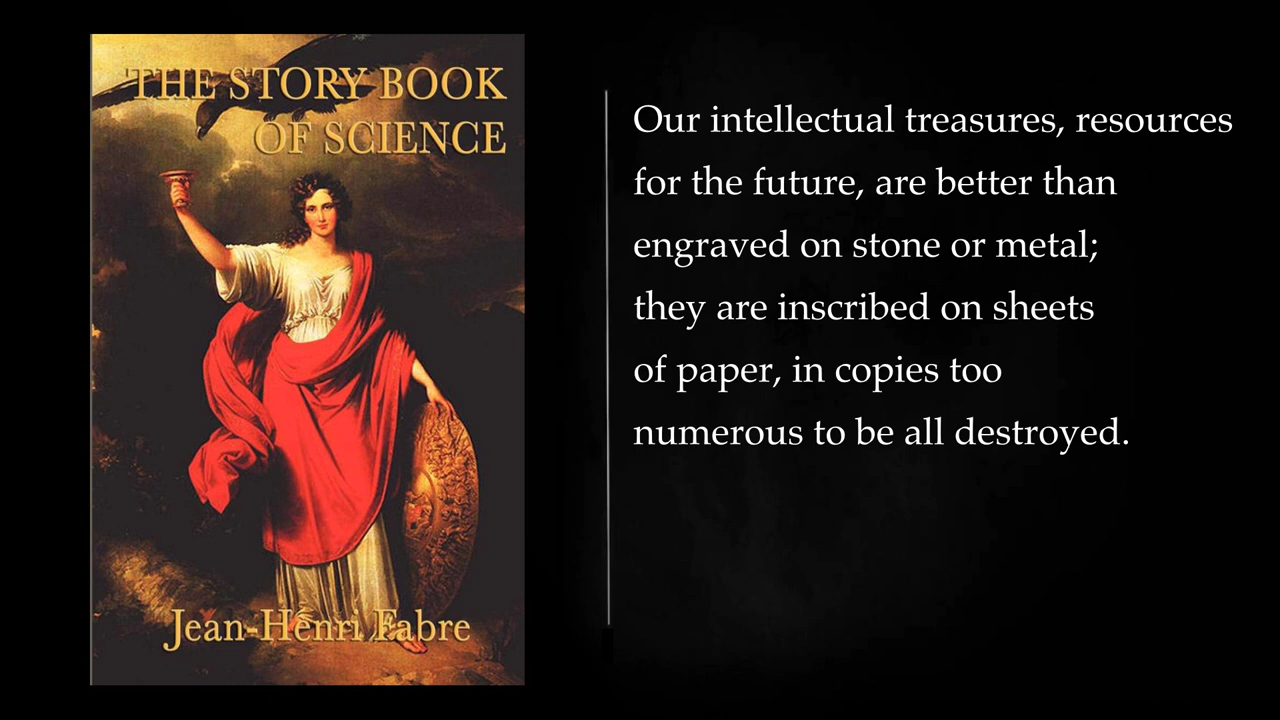 THE STORY BOOK
OF SCIENCE
Jean-Henri Fabre
Our intellectual treasures, resources
for the future, are better than
engraved on stone or metal;
they are inscribed on sheets
of paper, in copies too
numerous to be all destroyed.